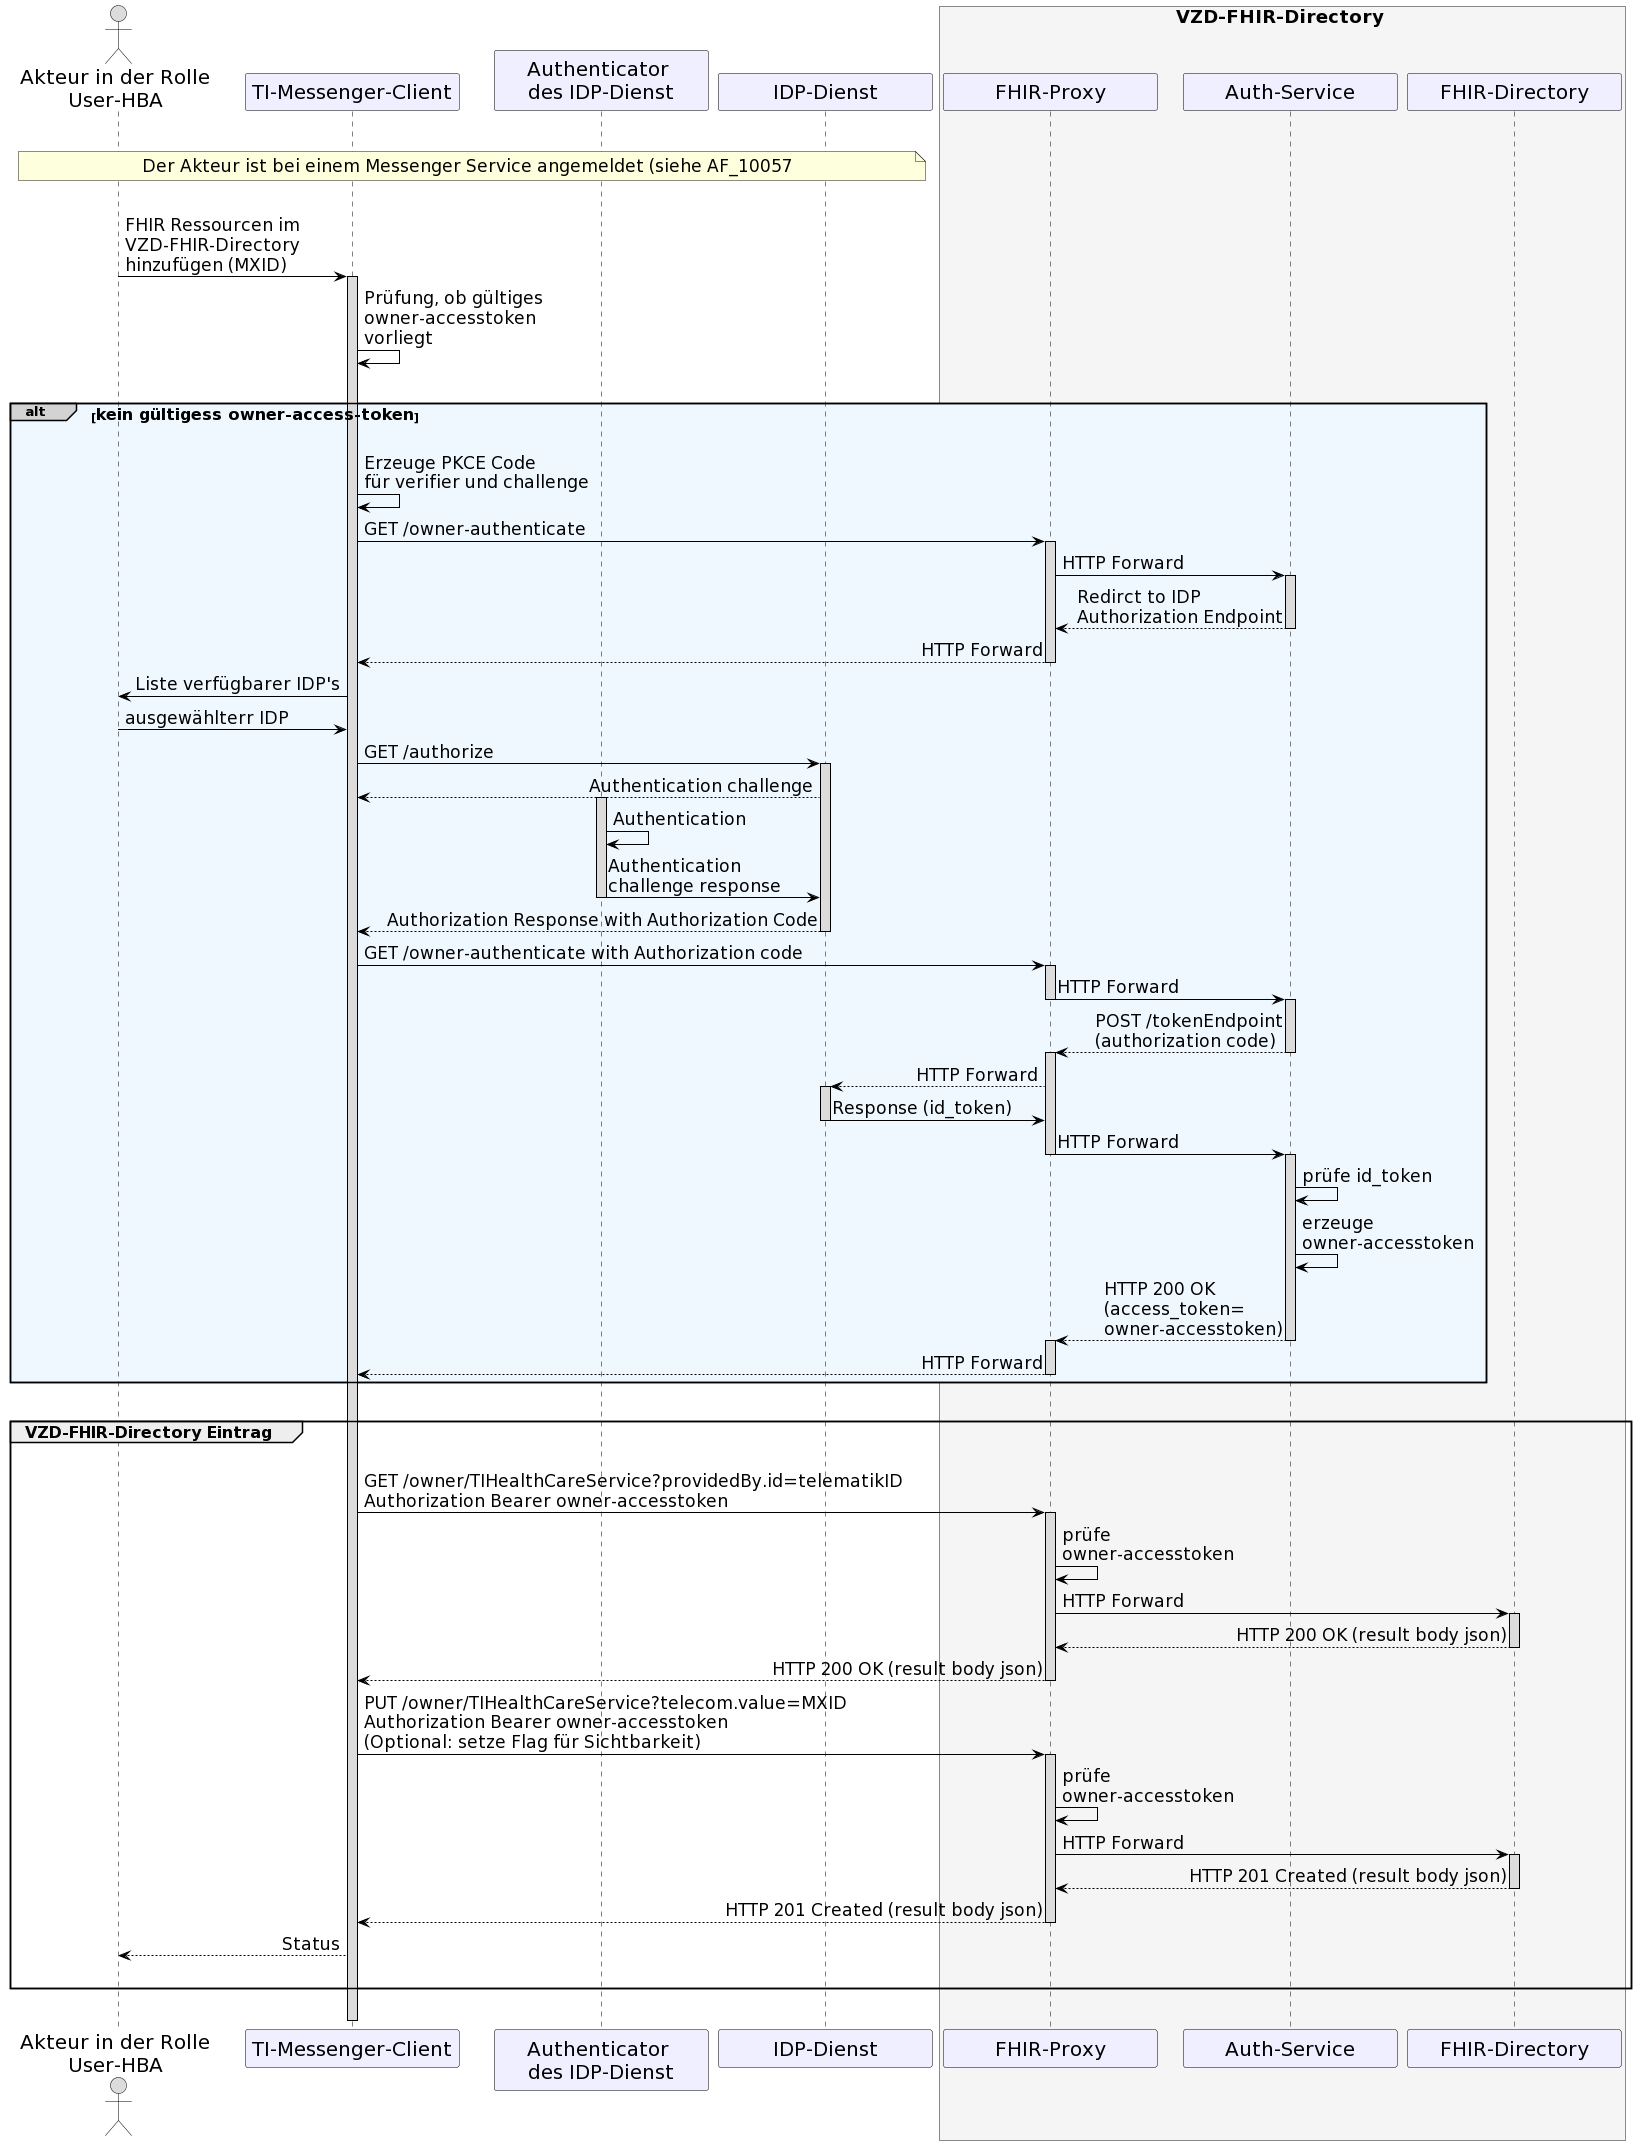 VZD-FHIR-Directory
Akteur in der Rolle
User-HBA
TI-Messenger-Client
Authenticator
des IDP-Dienst
IDP-Dienst
FHIR-Proxy
Auth-Service
FHIR-Directory
Der Akteur ist bei einem Messenger Service angemeldet (siehe AF_10057
FHIR Ressourcen im
VZD-FHIR-Directory
hinzufügen (MXID)
Prüfung, ob gültiges
owner-accesstoken
vorliegt
alt
[kein gültigess owner-access-token]
Erzeuge PKCE Code
für verifier und challenge
GET /owner-authenticate
HTTP Forward
Redirct to IDP
Authorization Endpoint
HTTP Forward
Liste verfügbarer IDP's
ausgewählterr IDP
GET /authorize
Authentication challenge
Authentication
Authentication
challenge response
Authorization Response with Authorization Code
GET /owner-authenticate with Authorization code
HTTP Forward
POST /tokenEndpoint
(authorization code)
HTTP Forward
Response (id_token)
HTTP Forward
prüfe id_token
erzeuge
owner-accesstoken
HTTP 200 OK
(access_token=
owner-accesstoken)
HTTP Forward
VZD-FHIR-Directory Eintrag
GET /owner/TIHealthCareService?providedBy.id=telematikID
Authorization Bearer owner-accesstoken
prüfe
owner-accesstoken
HTTP Forward
HTTP 200 OK (result body json)
HTTP 200 OK (result body json)
PUT /owner/TIHealthCareService?telecom.value=MXID
Authorization Bearer owner-accesstoken
(Optional: setze Flag für Sichtbarkeit)
prüfe
owner-accesstoken
HTTP Forward
HTTP 201 Created (result body json)
HTTP 201 Created (result body json)
Status
Akteur in der Rolle
User-HBA
TI-Messenger-Client
Authenticator
des IDP-Dienst
IDP-Dienst
FHIR-Proxy
Auth-Service
FHIR-Directory